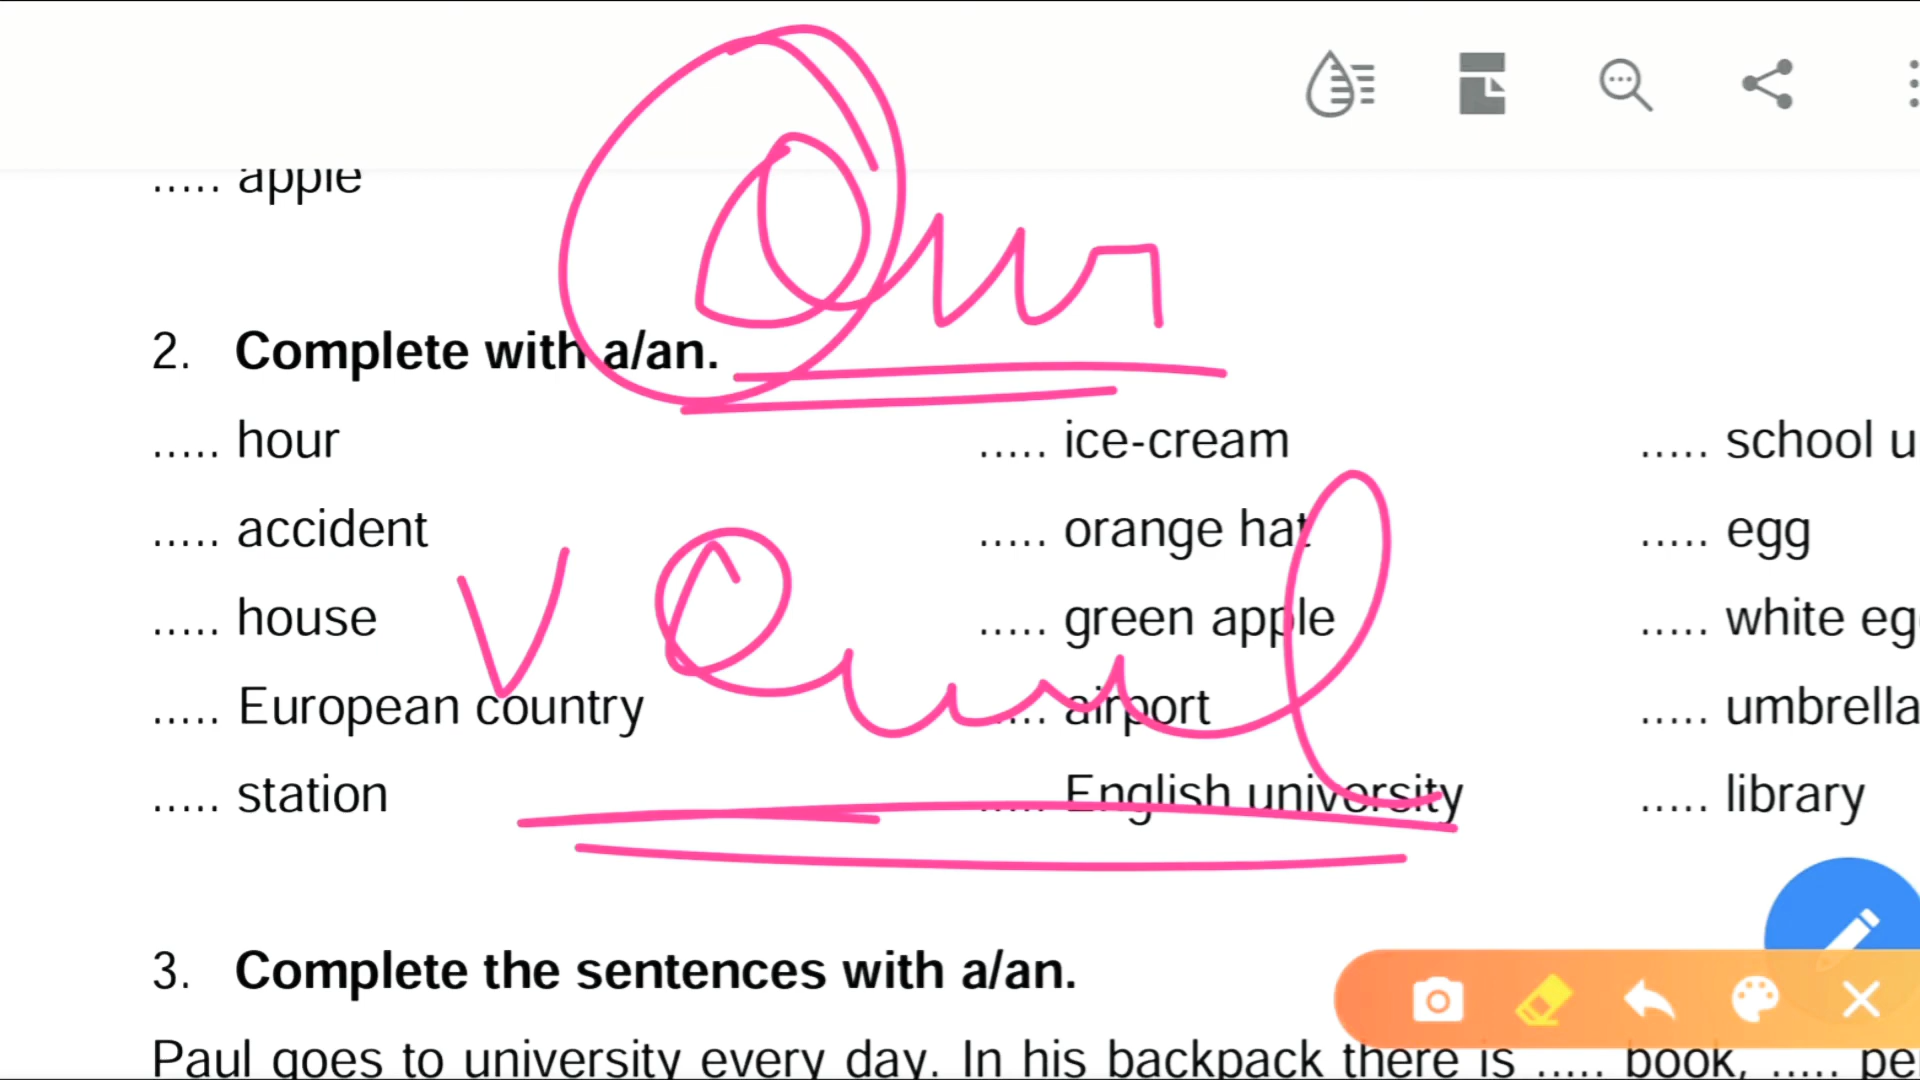 ..... apple
2. Complete with a/an.
..... hour ..... ice-cream ..... school u
..... accident ..... orange hat ..... egg
..... house ..... green apple ..... white eg
..... European country ..... airport ..... umbrella
..... station ..... English university ..... library
3. Complete the sentences with a/an.
Paul goes to university every day. In his backpack there is ..... book, ..... pe